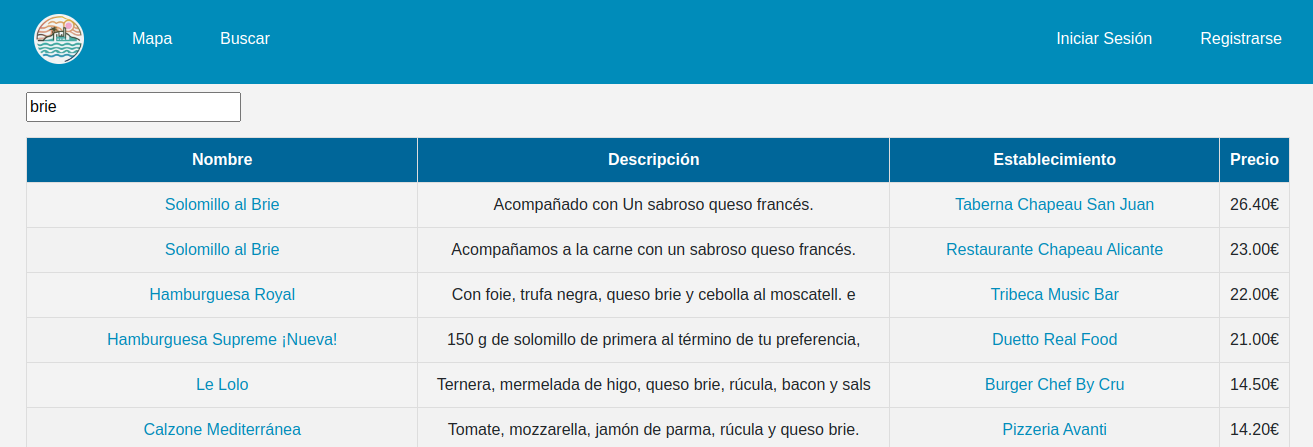 Mapa Buscar Iniciar Sesión Registrarse
brie
Nombre Descripción Establecimiento Precio
Solomillo al Brie Acompañado con Un sabroso queso francés. Taberna Chapeau San Juan 26.40€
Solomillo al Brie Acompañamos a la carne con un sabroso queso francés. Restaurante Chapeau Alicante 23.00€
Hamburguesa Royal Con foie, trufa negra, queso brie y cebolla al moscatell. e Tribeca Music Bar 22.00€
Hamburguesa Supreme ¡Nueva! 150 g de solomillo de primera al término de tu preferencia, Duetto Real Food 21.00€
Le Lolo Ternera, mermelada de higo, queso brie, rúcula, bacon y sals Burger Chef By Cru 14.50€
Calzone Mediterránea Tomate, mozzarella, jamón de parma, rúcula y queso brie. Pizzeria Avanti 14.20€